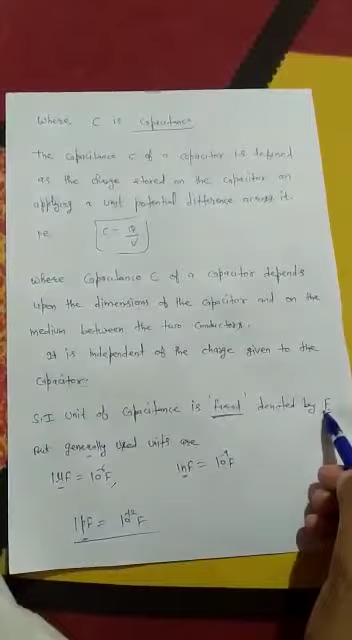 Where C is Capacitance
The capacitance C of a capacitor is defined
as the charge stored on the capacitor on
applying a unit potential difference across it.
i.e. C = Q/V
where Capacitance C of a capacitor depends
upon the dimensions of the capacitor and on the
medium between the two conductors.
It is independent of the charge given to the
capacitor.
S.I unit of Capacitance is 'farad' denoted by F
But generally used units are
1μF = 10⁻⁶F, 1nF = 10⁻⁹F
1pF = 10⁻¹²F